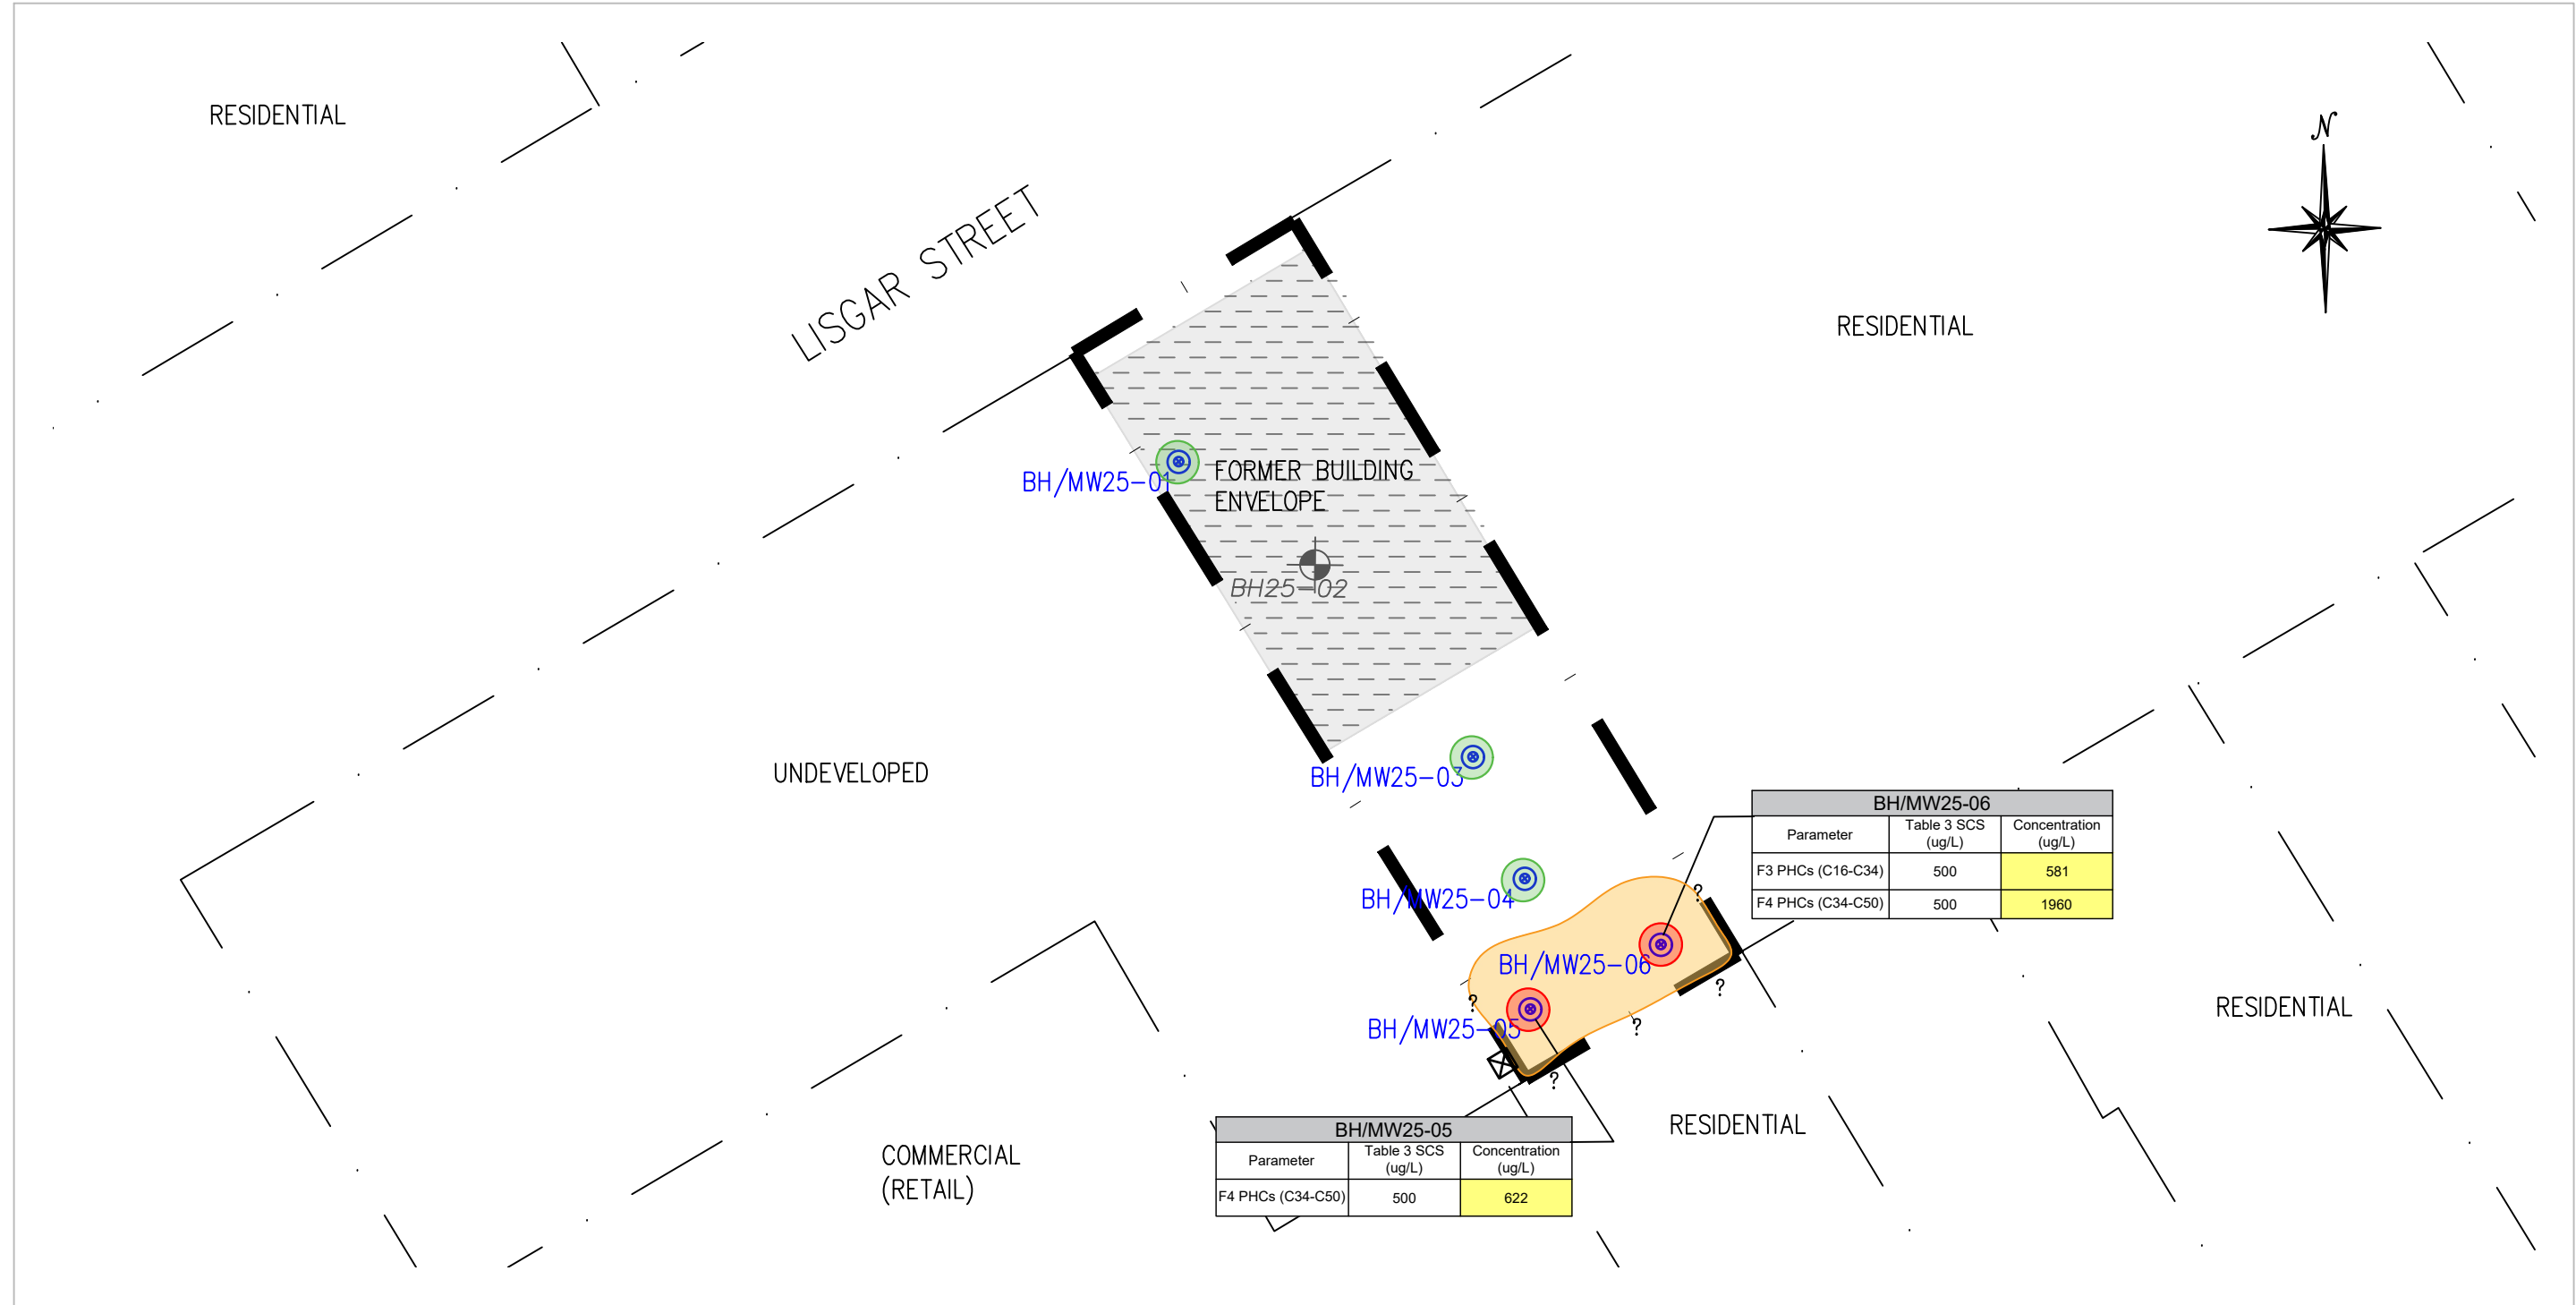 RESIDENTIAL
N
LISGAR STREET
RESIDENTIAL
BH/MW25-01
FORMER BUILDING
ENVELOPE
BH25-02
UNDEVELOPED
BH/MW25-03
BH/MW25-06
Parameter Table 3 SCS (ug/L) Concentration (ug/L)
F3 PHCs (C16-C34) 500 581
F4 PHCs (C34-C50) 500 1960
BH/MW25-04
?
BH/MW25-06
?
?
?
BH/MW25-05
?
RESIDENTIAL
RESIDENTIAL
BH/MW25-05
Parameter Table 3 SCS (ug/L) Concentration (ug/L)
F4 PHCs (C34-C50) 500 622
COMMERCIAL
(RETAIL)